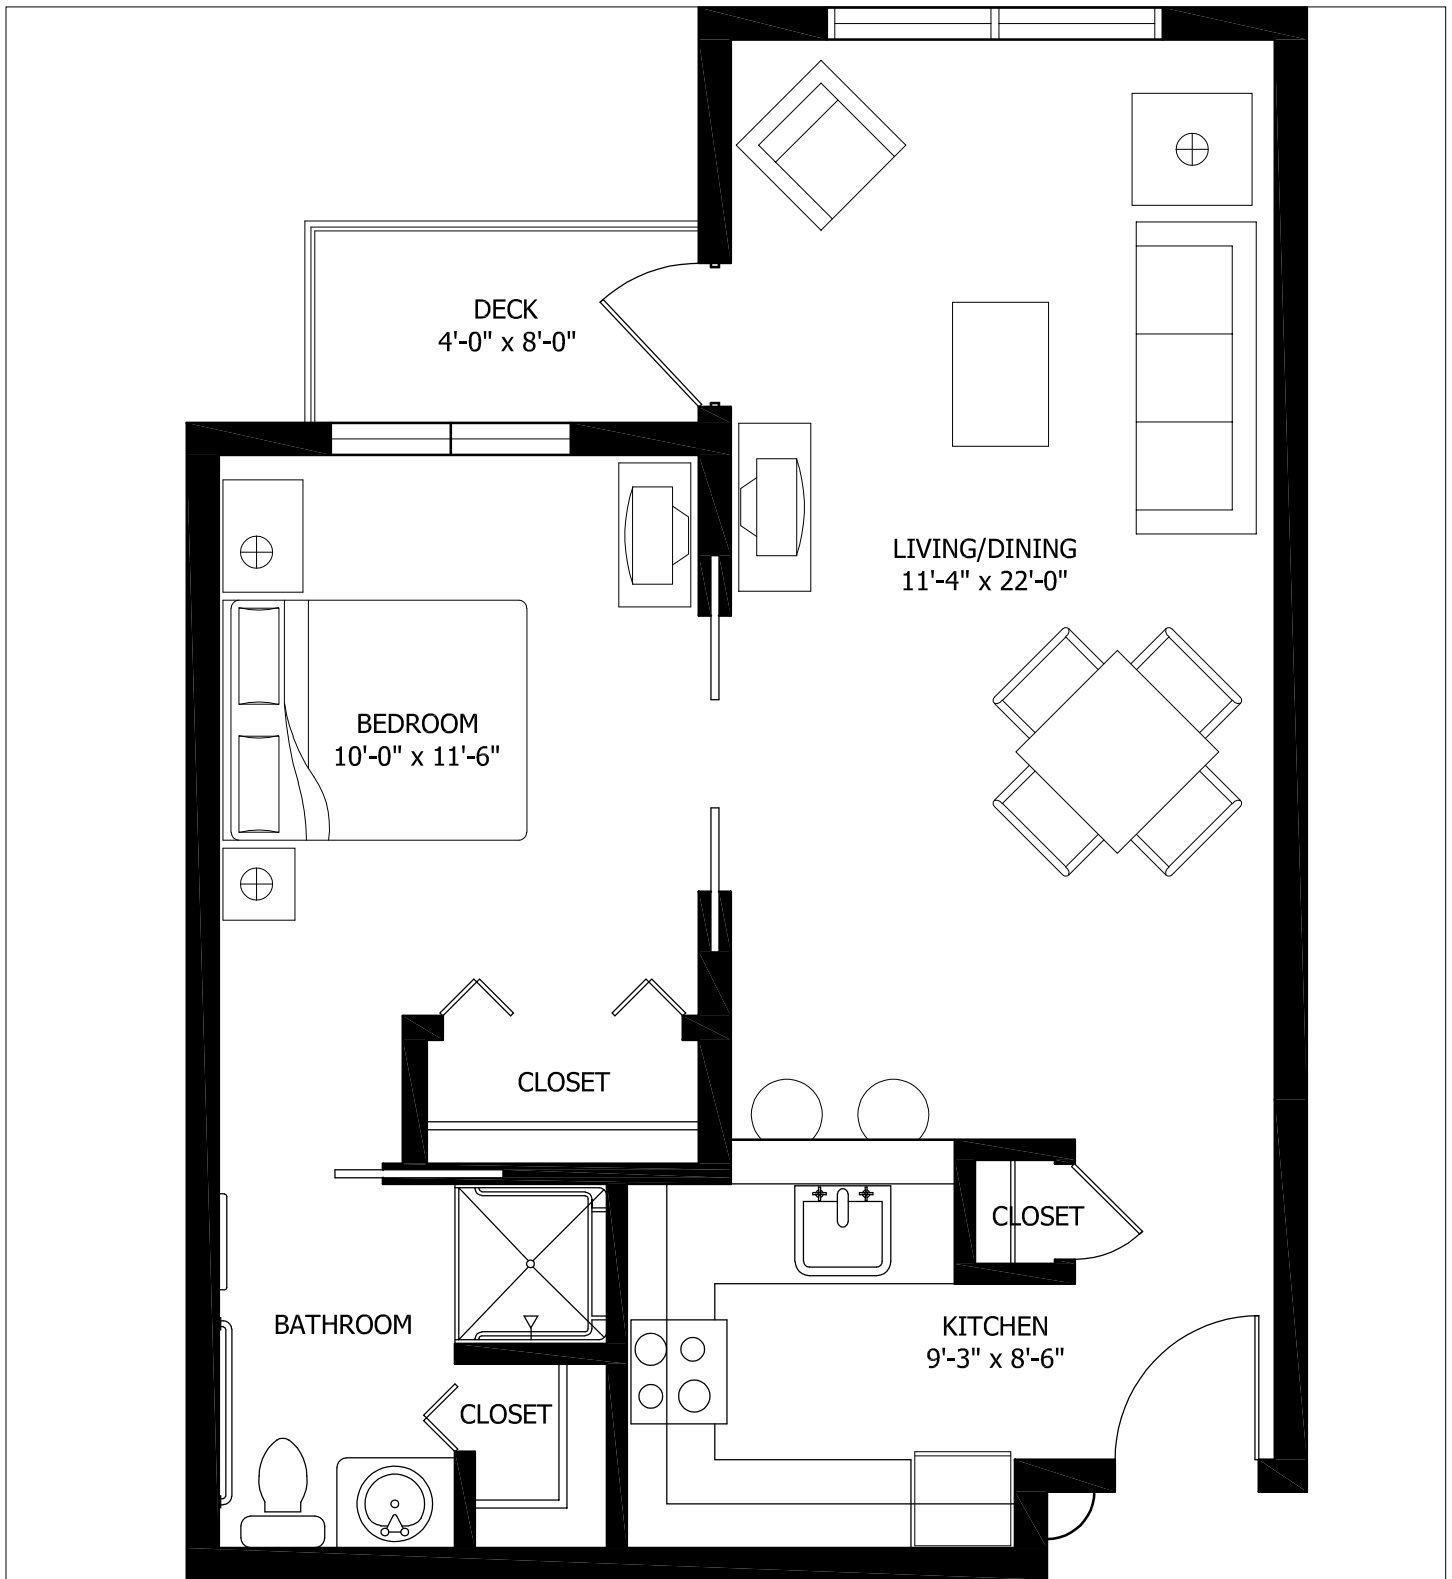 DECK
4'-0" x 8'-0"
LIVING/DINING
11'-4" x 22'-0"
BEDROOM
10'-0" x 11'-6"
CLOSET
CLOSET
BATHROOM
KITCHEN
9'-3" x 8'-6"
CLOSET